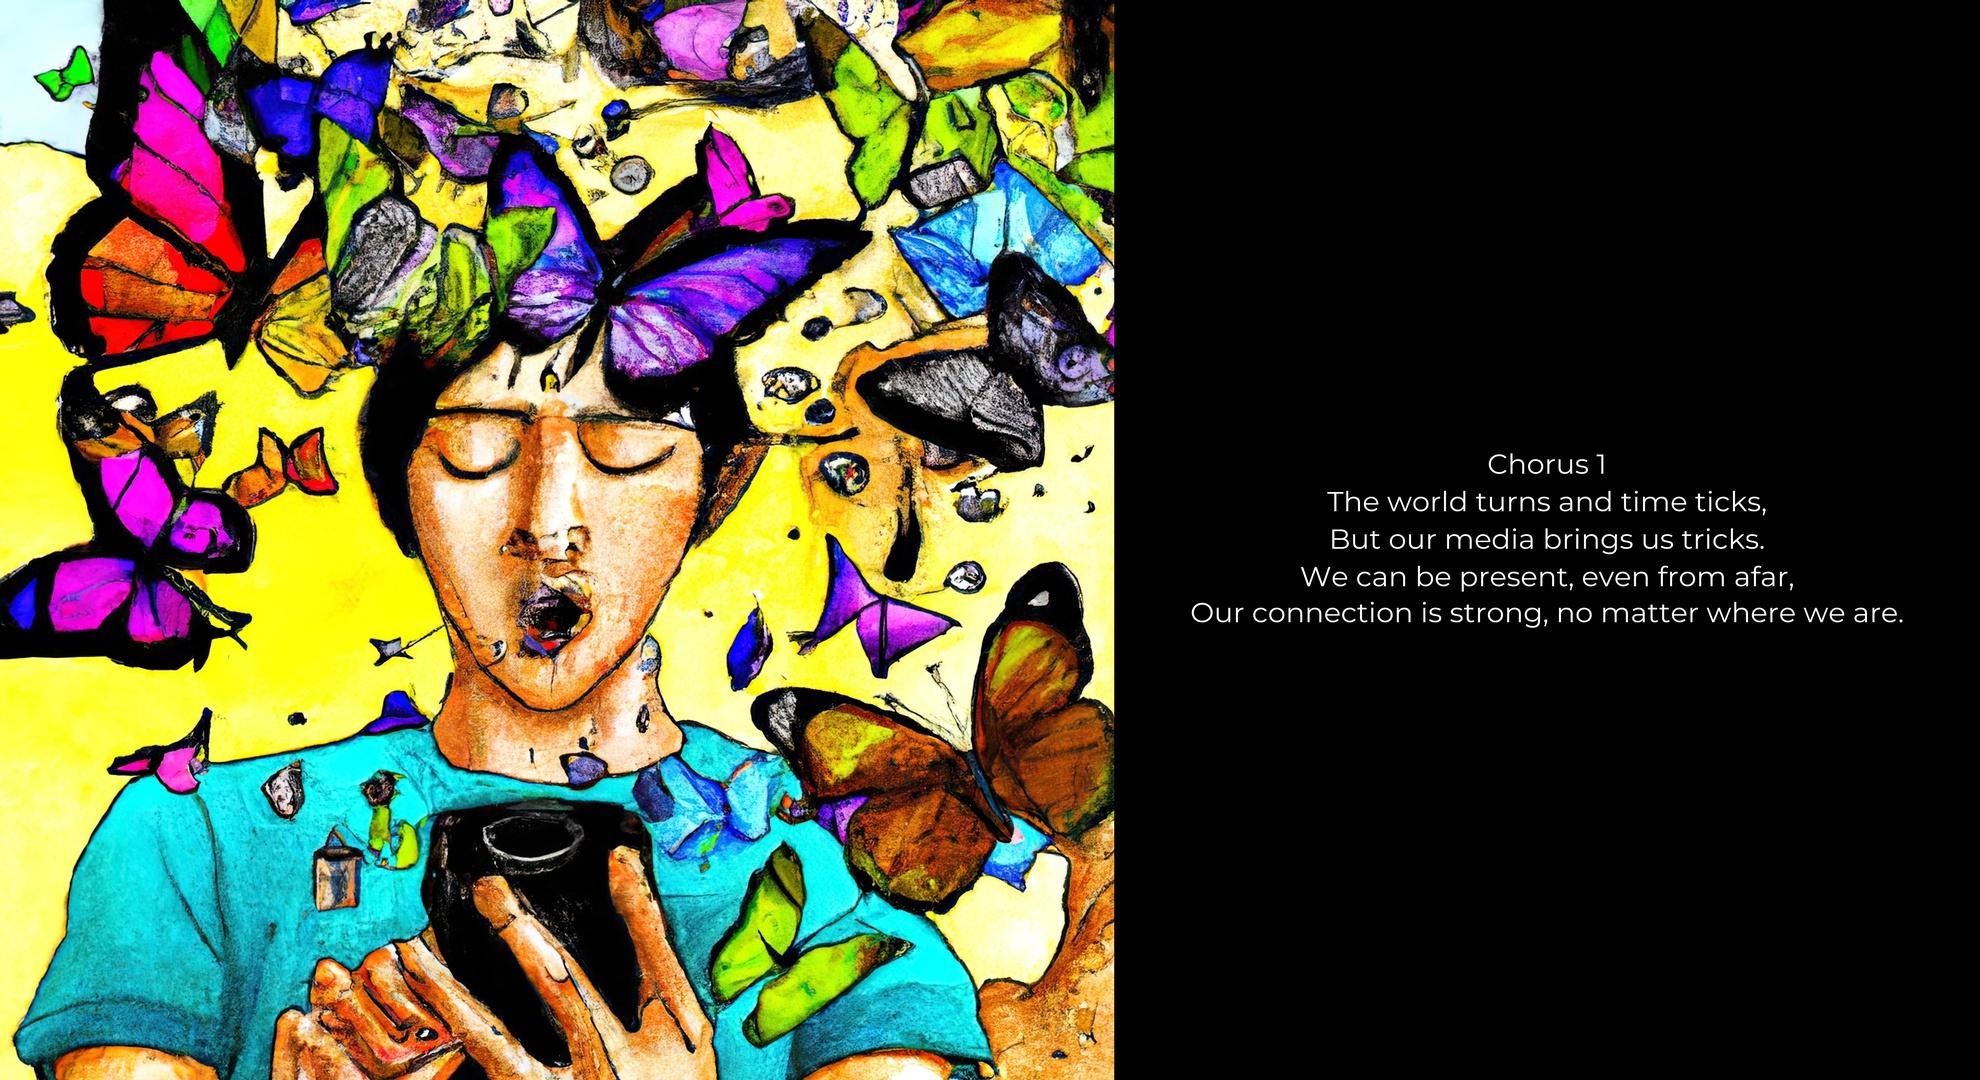 Chorus 1
The world turns and time ticks,
But our media brings us tricks.
We can be present, even from afar,
Our connection is strong, no matter where we are.